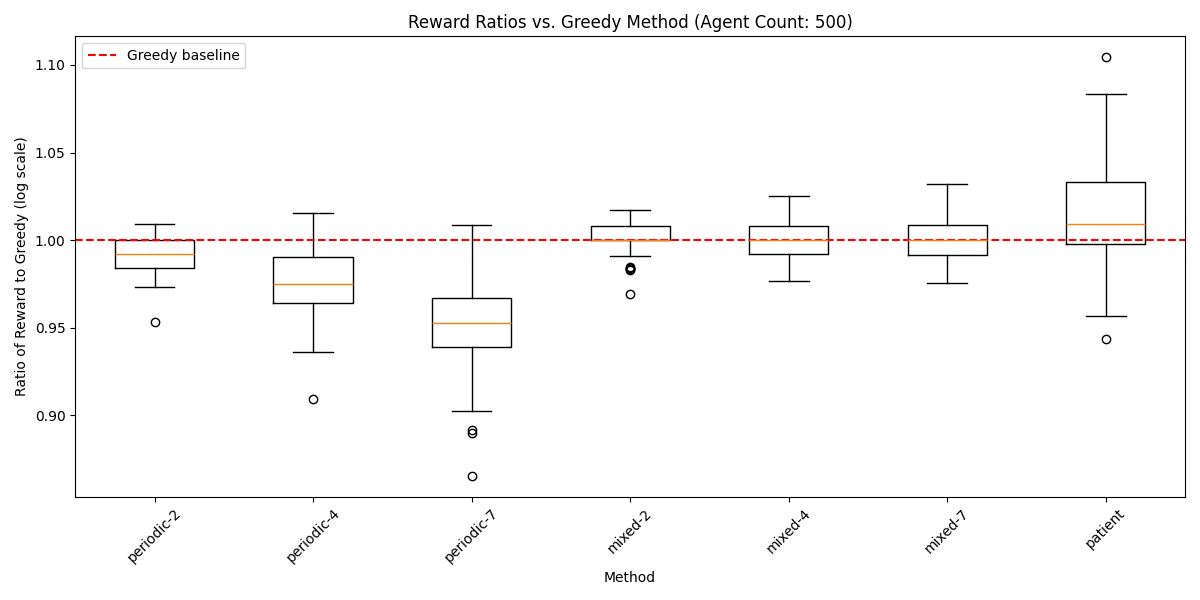 Reward Ratios vs. Greedy Method (Agent Count: 500)
Greedy baseline
Ratio of Reward to Greedy (log scale)
1.10
1.05
1.00
0.95
0.90
periodic-2
periodic-4
periodic-7
mixed-2
mixed-4
mixed-7
patient
Method